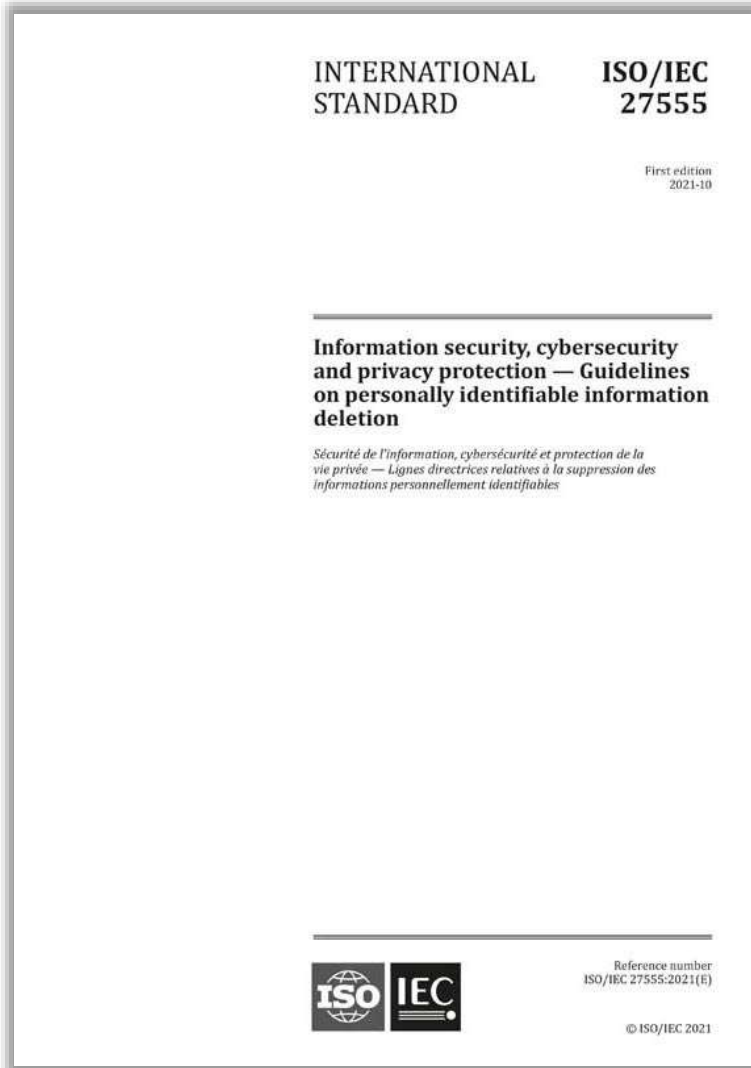 INTERNATIONAL
STANDARD
ISO/IEC
27555
First edition
2021-10
Information security, cybersecurity
and privacy protection — Guidelines
on personally identifiable information
deletion
Sécurité de l'information, cybersécurité et protection de la
vie privée — Lignes directrices relatives à la suppression des
informations personnellement identifiables
ISO
IEC
Reference number
ISO/IEC 27555:2021(E)
© ISO/IEC 2021